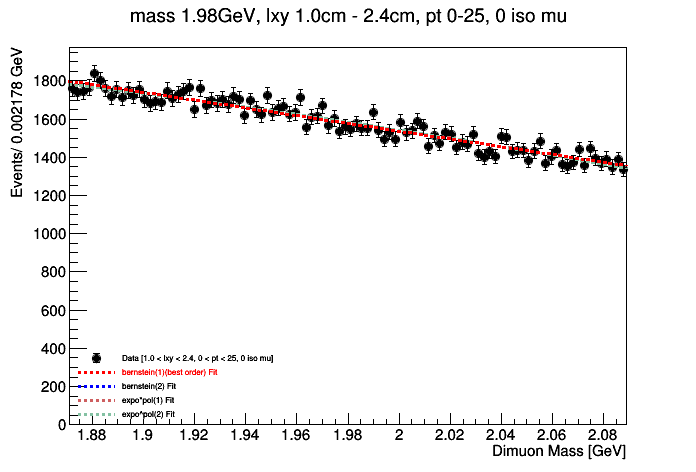 mass 1.98GeV, lxy 1.0cm - 2.4cm, pt 0-25, 0 iso mu
Events/ 0.002178 GeV
1800
1600
1400
1200
1000
800
600
400
200
0
Data [1.0 < lxy < 2.4, 0 < pt < 25, 0 iso mu]
bernstein(1)(best order) Fit
bernstein(2) Fit
expo*pol(1) Fit
expo*pol(2) Fit
1.88 1.9 1.92 1.94 1.96 1.98 2 2.02 2.04 2.06 2.08
Dimuon Mass [GeV]